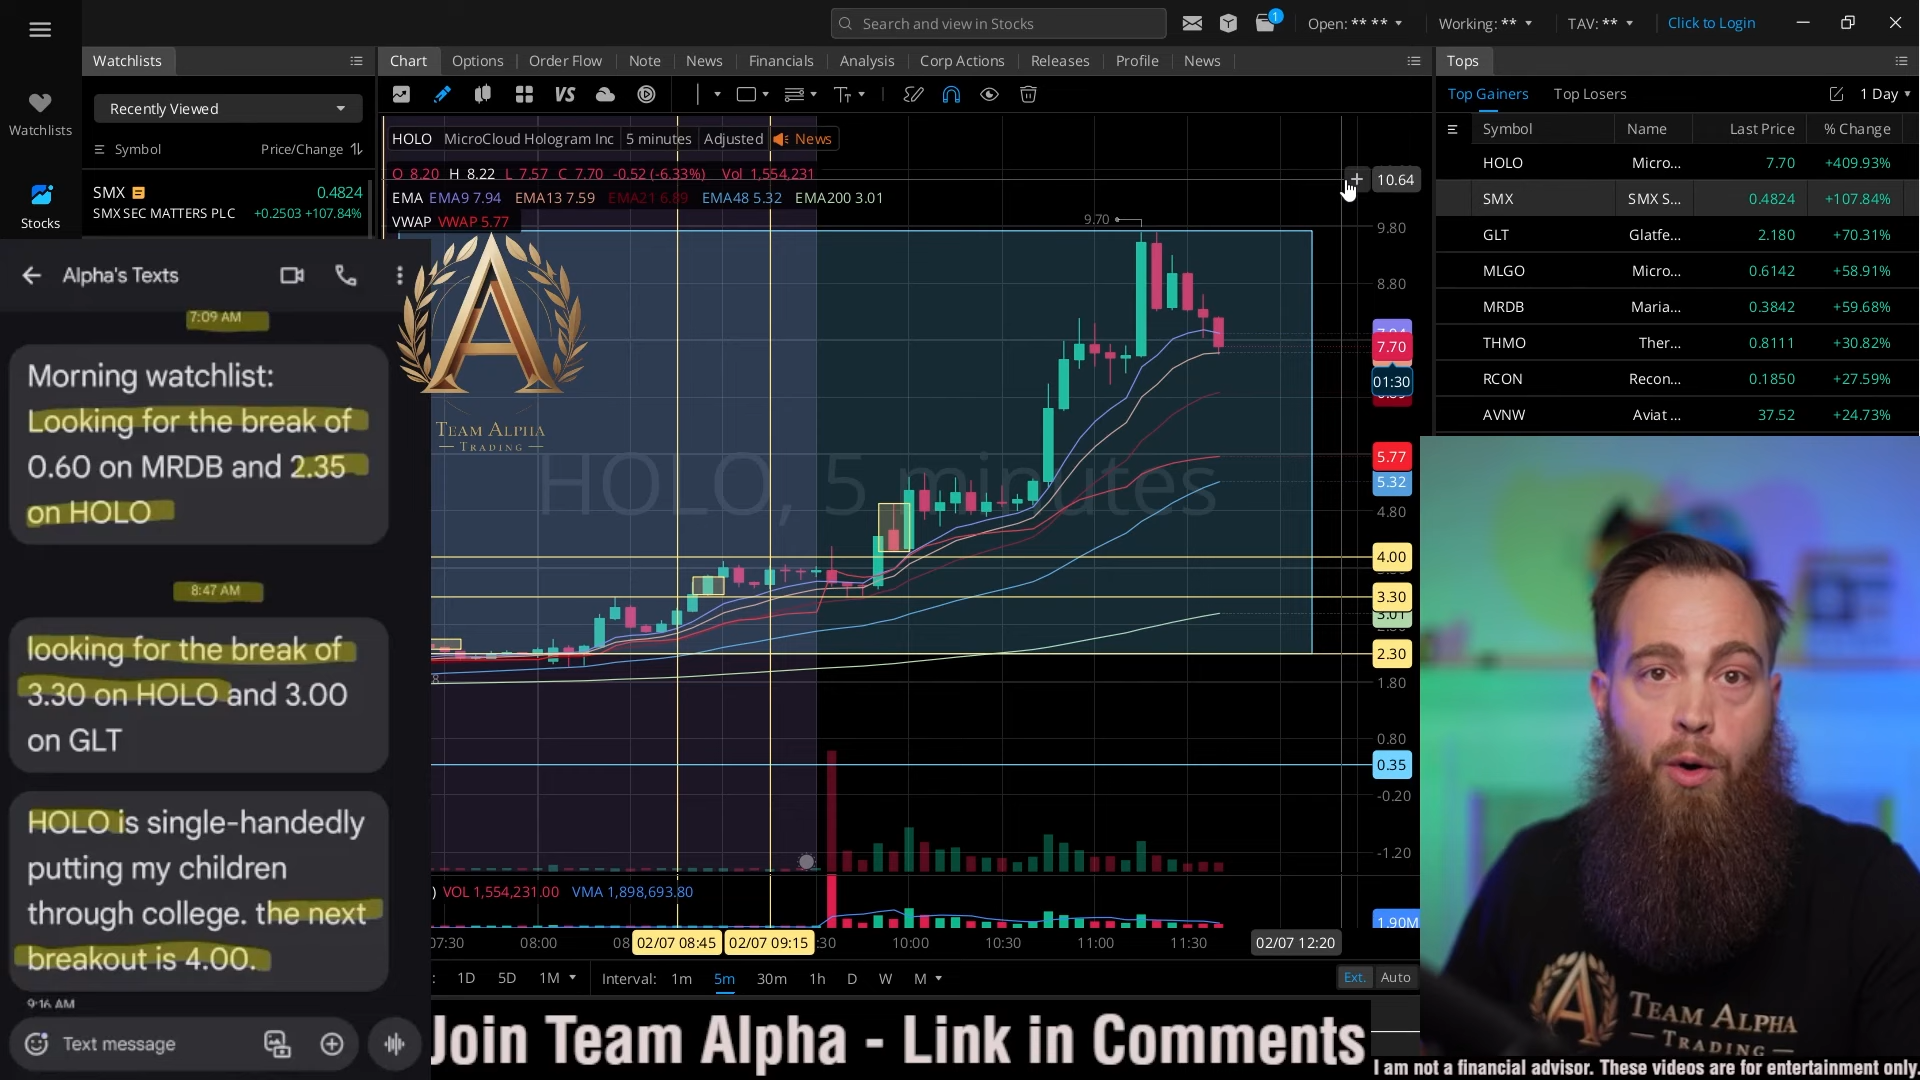 Search and view in Stocks
1
Open: ** **
Working: **
TAV: **
Click to Login
Watchlists
Chart
Options
Order Flow
Note
News
Financials
Analysis
Corp Actions
Releases
Profile
News
Tops
Watchlists
Stocks
Recently Viewed
Symbol
Price/Change
SMX
0.4824
SMX SEC MATTERS PLC
+0.2503 +107.84%
VS
HOLO
MicroCloud Hologram Inc
5 minutes
Adjusted
News
O 8.20 H 8.22 L 7.57 C 7.70 -0.52 (-6.33%) Vol 1,554,231
EMA EMA9 7.94 EMA13 7.59 EMA21 6.89 EMA48 5.32 EMA200 3.01
VWAP VWAP 5.77
9.70
HOLO, 5 minutes
10.64
9.80
8.80
7.70
01:30
5.77
5.32
4.80
4.00
3.30
3.01
2.30
1.80
0.80
0.35
-0.20
-1.20
1.90M
VOL 1,554,231.00 VMA 1,898,693.80
07:30
08:00
02/07 08:45
02/07 09:15
10:00
10:30
11:00
11:30
02/07 12:20
1D
5D
1M
Interval:
1m
5m
30m
1h
D
W
M
Ext.
Auto
Top Gainers
Top Losers
1 Day
Symbol
Name
Last Price
% Change
HOLO Micro... 7.70 +409.93%
SMX SMX S... 0.4824 +107.84%
GLT Glatfe... 2.180 +70.31%
MLGO Micro... 0.6142 +58.91%
MRDB Maria... 0.3842 +59.68%
THMO Ther... 0.8111 +30.82%
RCON Recon... 0.1850 +27.59%
AVNW Aviat ... 37.52 +24.73%
Alpha's Texts
7:09 AM
Morning watchlist:
Looking for the break of
0.60 on MRDB and 2.35
on HOLO
8:47 AM
looking for the break of
3.30 on HOLO and 3.00
on GLT
HOLO is single-handedly
putting my children
through college. the next
breakout is 4.00.
9:16 AM
Text message
TEAM ALPHA
TRADING
TEAM ALPHA
TRADING
Join Team Alpha - Link in Comments
I am not a financial advisor. These videos are for entertainment only.